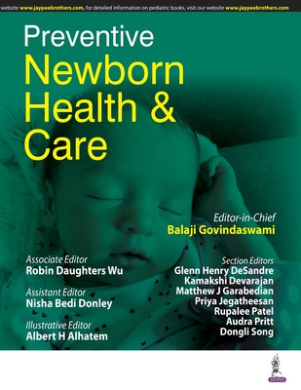 website www.jaypeebrothers.com, for detailed information on pediatric books, visit our website www.jaypeebrothers.com
Preventive
Newborn
Health &
Care
Editor-in-Chief
Balaji Govindaswami
Associate Editor
Robin Daughters Wu
Assistant Editor
Nisha Bedi Donley
Illustrative Editor
Albert H Alhatem
Section Editors
Glenn Henry DeSandre
Kamakshi Devarajan
Matthew J Garabedian
Priya Jegatheesan
Rupalee Patel
Audra Pritt
Dongli Song